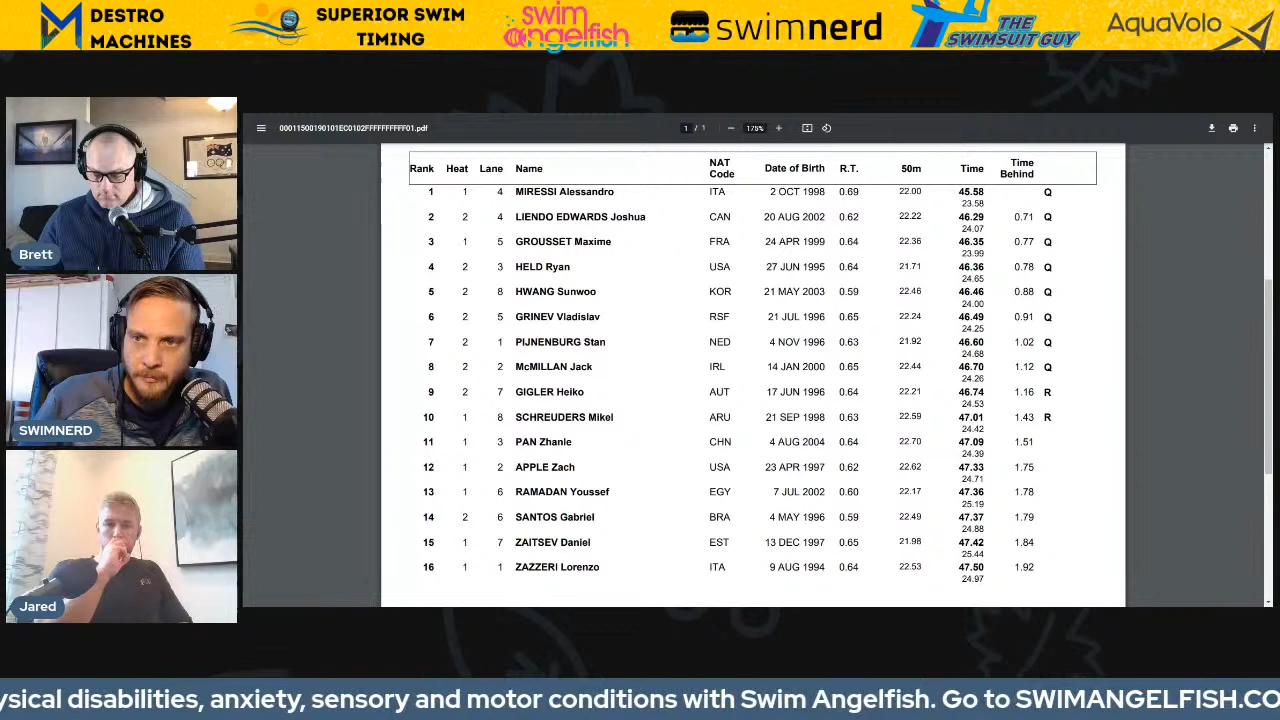 DESTRO
MACHINES
SUPERIOR SWIM
TIMING
swim
angelfish
swimnerd
THE
SWIMSUIT GUY
AquaVolo
Brett
SWIMNERD
Jared
00011500190101EC0102FFFFFFFFFF01.pdf 1 / 1 — 178% +
Rank Heat Lane Name NAT Code Date of Birth R.T. 50m Time Time Behind
1 1 4 MIRESSI Alessandro ITA 2 OCT 1998 0.69 22.00 45.58 Q
23.58
2 2 4 LIENDO EDWARDS Joshua CAN 20 AUG 2002 0.62 22.22 46.29 0.71 Q
24.07
3 1 5 GROUSSET Maxime FRA 24 APR 1999 0.64 22.36 46.35 0.77 Q
23.99
4 2 3 HELD Ryan USA 27 JUN 1995 0.64 21.71 46.36 0.78 Q
24.65
5 2 8 HWANG Sunwoo KOR 21 MAY 2003 0.59 22.46 46.46 0.88 Q
24.00
6 2 5 GRINEV Vladislav RSF 21 JUL 1996 0.65 22.24 46.49 0.91 Q
24.25
7 2 1 PIJNENBURG Stan NED 4 NOV 1996 0.63 21.92 46.60 1.02 Q
24.68
8 2 2 McMILLAN Jack IRL 14 JAN 2000 0.65 22.44 46.70 1.12 Q
24.26
9 2 7 GIGLER Heiko AUT 17 JUN 1996 0.64 22.21 46.74 1.16 R
24.53
10 1 8 SCHREUDERS Mikel ARU 21 SEP 1998 0.63 22.59 47.01 1.43 R
24.42
11 1 3 PAN Zhanle CHN 4 AUG 2004 0.64 22.70 47.09 1.51
24.39
12 1 2 APPLE Zach USA 23 APR 1997 0.62 22.62 47.33 1.75
24.71
13 1 6 RAMADAN Youssef EGY 7 JUL 2002 0.60 22.17 47.36 1.78
25.19
14 2 6 SANTOS Gabriel BRA 4 MAY 1996 0.59 22.49 47.37 1.79
24.88
15 1 7 ZAITSEV Daniel EST 13 DEC 1997 0.65 21.98 47.42 1.84
25.44
16 1 1 ZAZZERI Lorenzo ITA 9 AUG 1994 0.64 22.53 47.50 1.92
24.97
ysical disabilities, anxiety, sensory and motor conditions with Swim Angelfish. Go to SWIMANGELFISH.CO